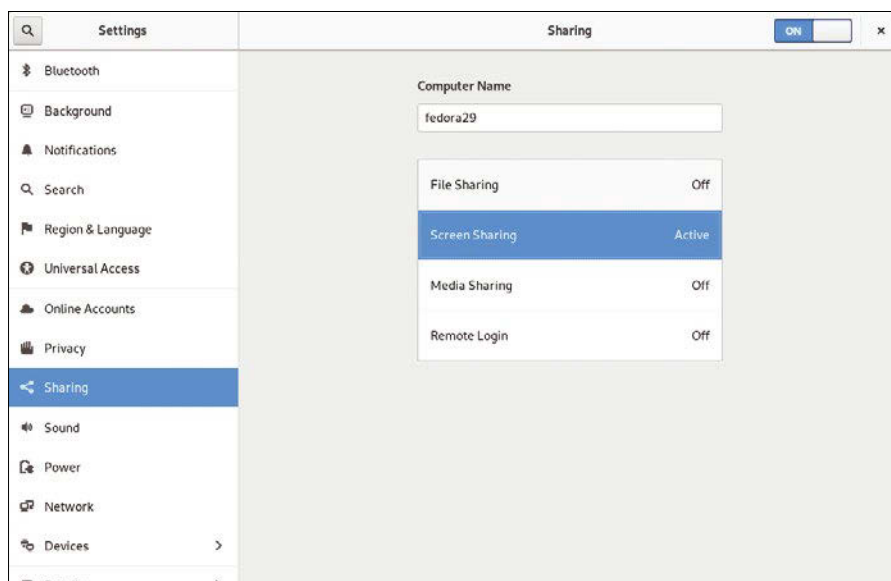 Settings
Sharing
ON
Bluetooth
Background
Notifications
Search
Region & Language
Universal Access
Online Accounts
Privacy
Sharing
Sound
Power
Network
Devices
Computer Name
fedora29
File Sharing Off
Screen Sharing Active
Media Sharing Off
Remote Login Off